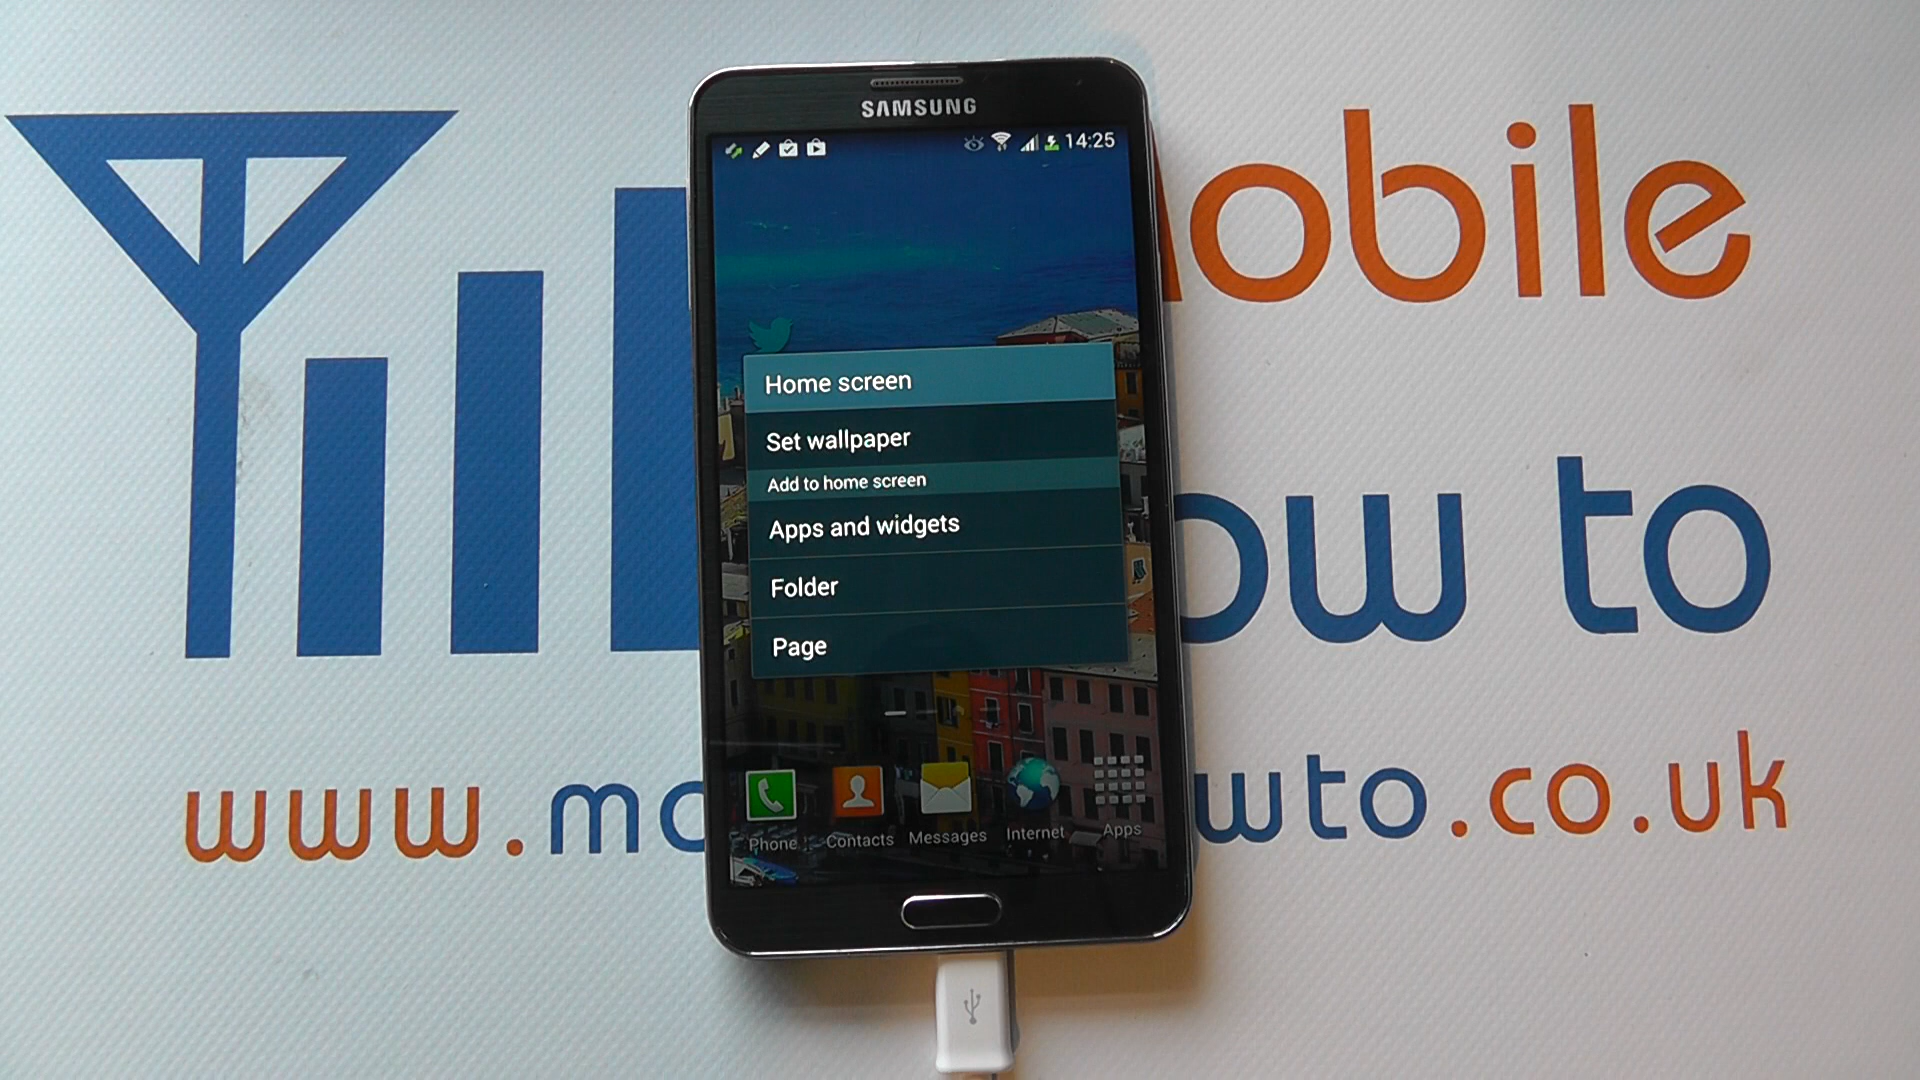 SAMSUNG
14:25
Home screen
Set wallpaper
Add to home screen
Apps and widgets
Folder
Page
Phone Contacts Messages Internet Apps
obile
ow to
www.mo wto.co.uk